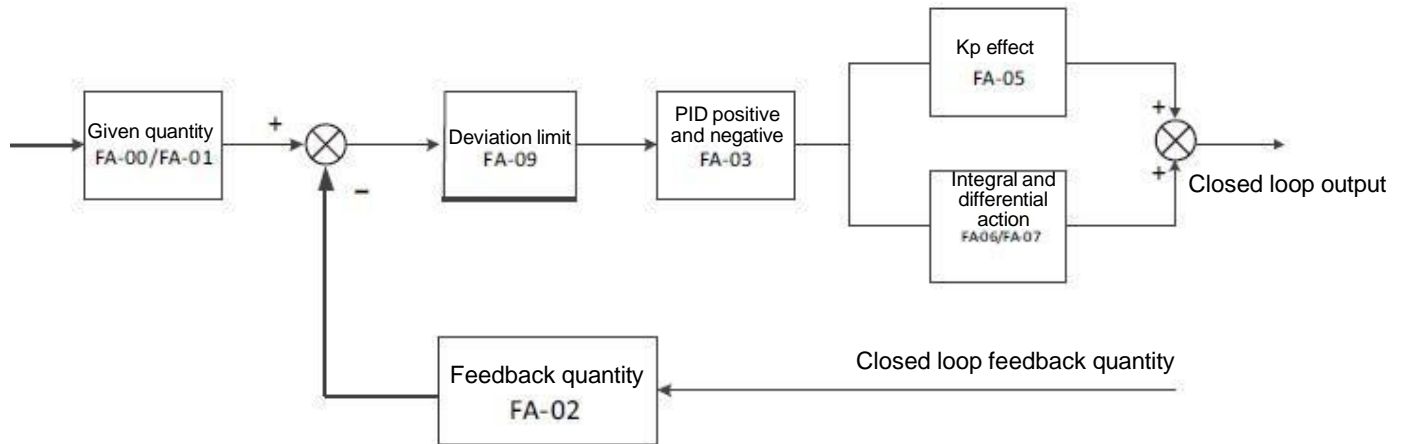 Given quantity
FA-00/FA-01
+
−
Deviation limit
FA-09
PID positive
and negative
FA-03
Kp effect
FA-05
Integral and
differential
action
FA06/FA-07
+
+
Closed loop output
Feedback quantity
FA-02
Closed loop feedback quantity